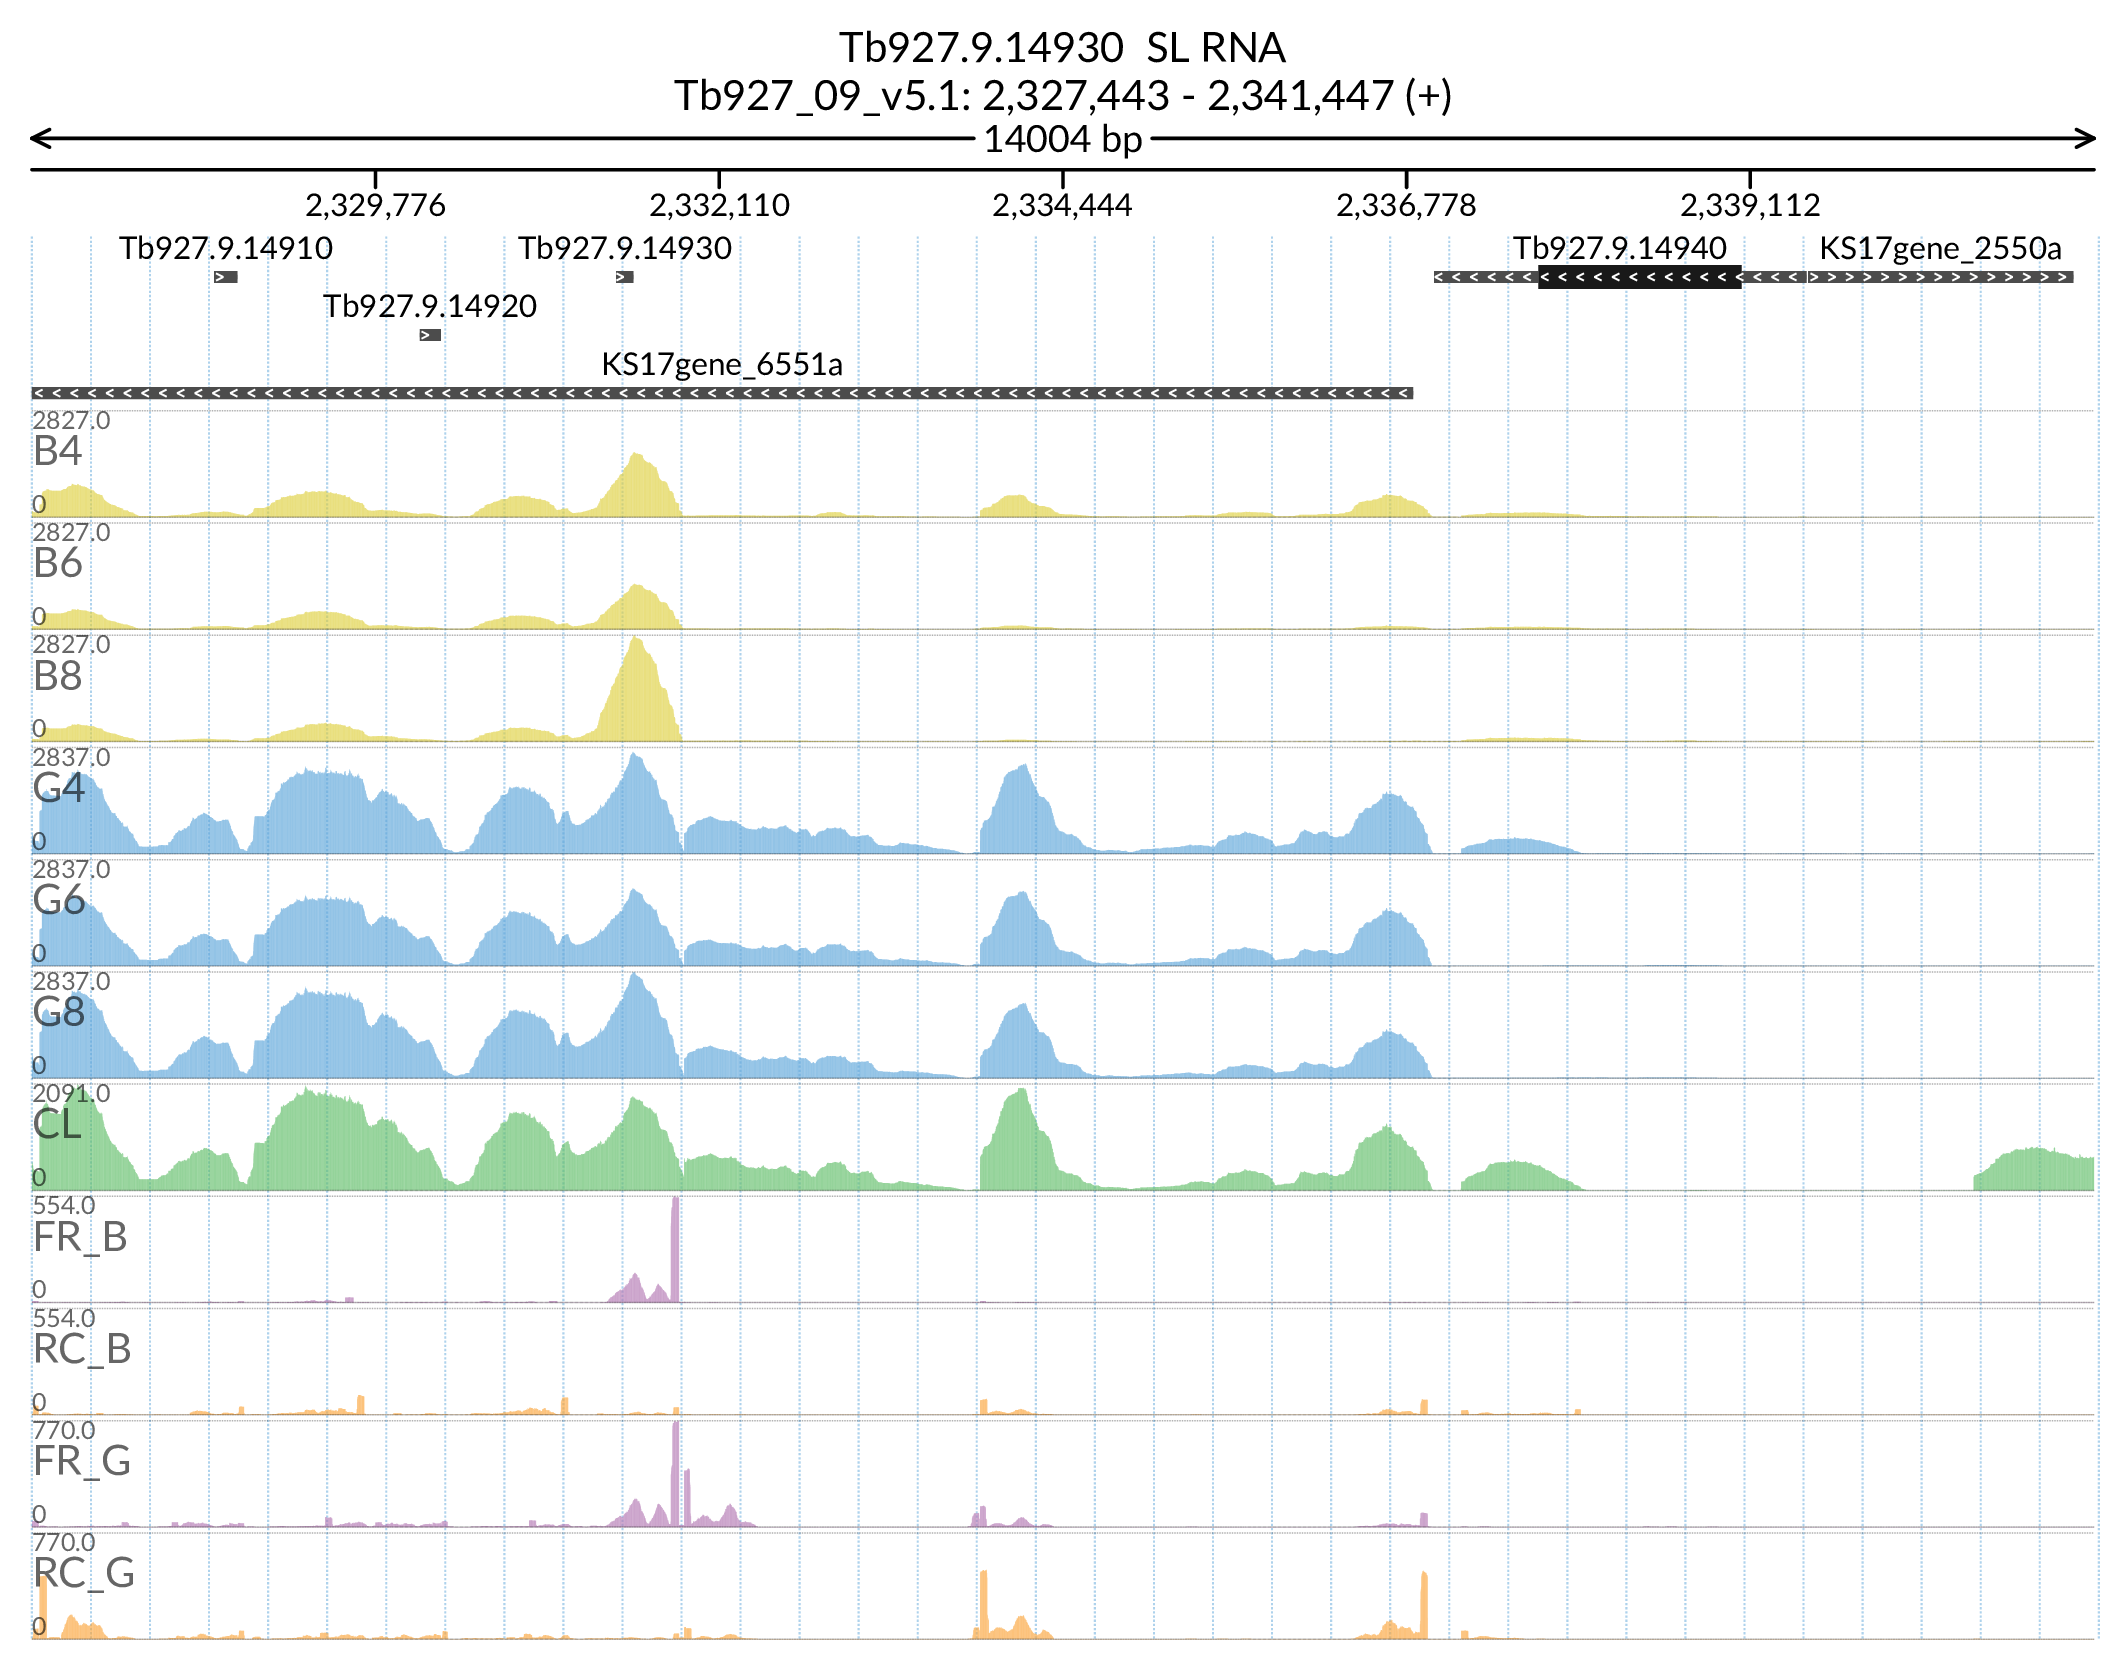 Tb927.9.14930  SL RNA
Tb927_09_v5.1: 2,327,443 - 2,341,447 (+)
14004 bp
2,329,776 2,332,110 2,334,444 2,336,778 2,339,112
Tb927.9.14910 Tb927.9.14930 Tb927.9.14940 KS17gene_2550a
Tb927.9.14920
KS17gene_6551a
2827.0
B4
0
2827.0
B6
0
2827.0
B8
0
2837.0
G4
0
2837.0
G6
0
2837.0
G8
0
2091.0
CL
0
554.0
FR_B
0
554.0
RC_B
0
770.0
FR_G
0
770.0
RC_G
0